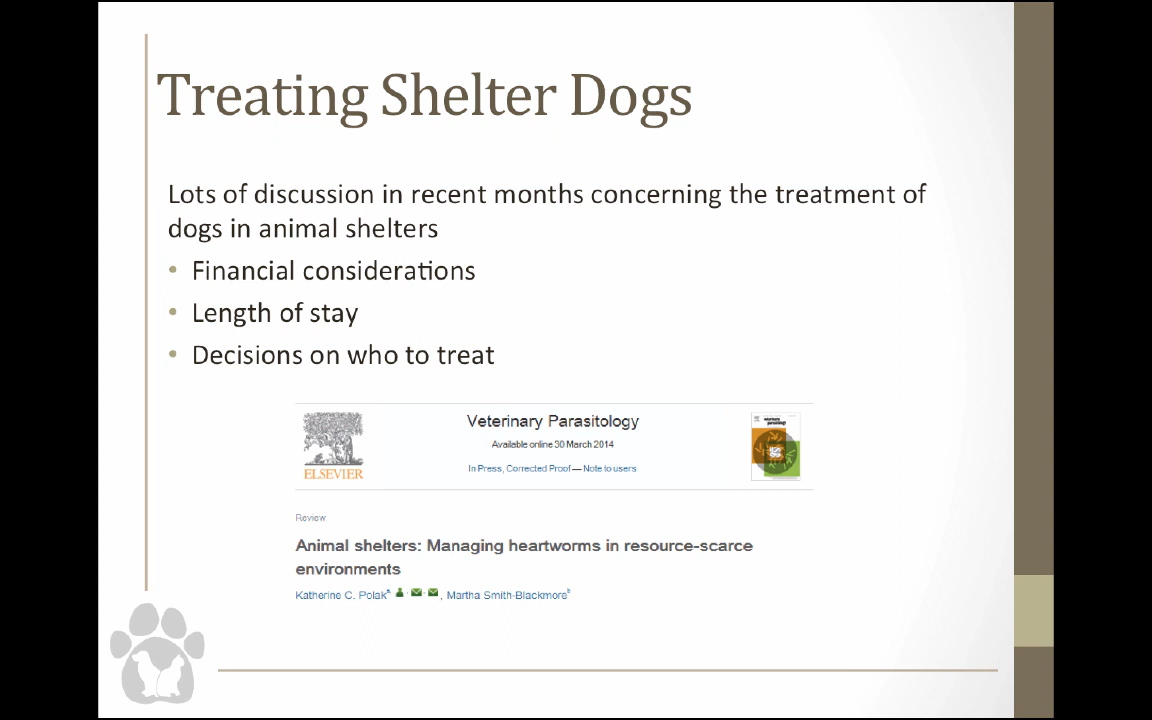 Treating Shelter Dogs
Lots of discussion in recent months concerning the treatment of
dogs in animal shelters
• Financial considerations
• Length of stay
• Decisions on who to treat
Veterinary Parasitology
Available online 30 March 2014
In Press, Corrected Proof — Note to users
ELSEVIER
Review
Animal shelters: Managing heartworms in resource-scarce
environments
Katherine C. Polakª, , Martha Smith-Blackmoreᵇ